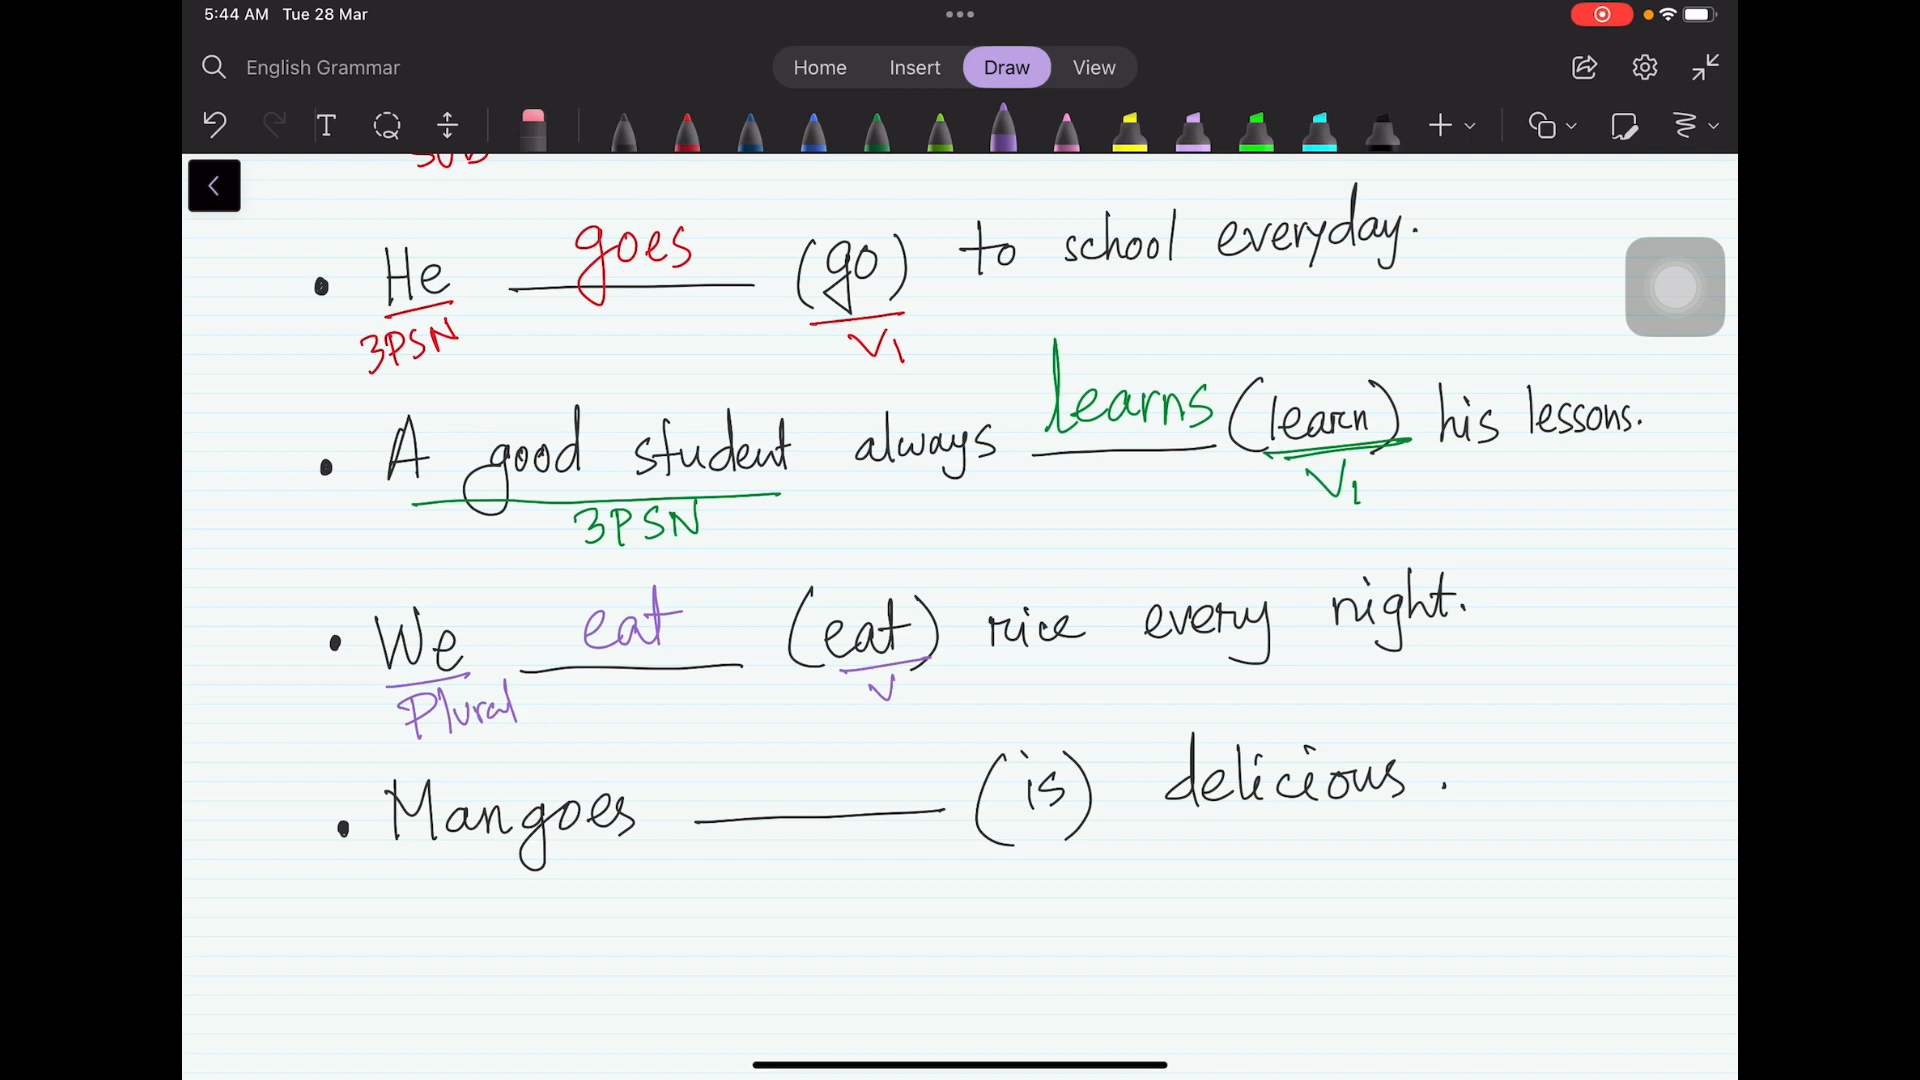 5:44 AM Tue 28 Mar
English Grammar
Home Insert Draw View
T
SUB
• He goes (go) to school everyday.
3PSN V1
• A good student always learns (learn) his lessons.
3PSN V1
• We eat (eat) rice every night.
Plural V
• Mangoes (is) delicious.